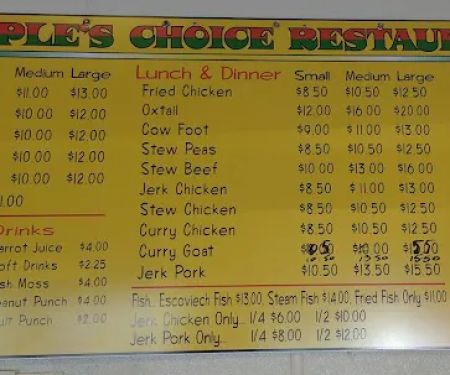 PLE'S CHOICE RESTAU
Medium Large
$11.00 $13.00
$10.00 $12.00
$10.00 $12.00
$10.00 $12.00
$10.00 $12.00
1.00
Drinks
arrot Juice $4.00
oft Drinks $2.25
sh Moss $4.00
eanut Punch $4.00
uit Punch $2.00
Lunch & Dinner Small Medium Large
Fried Chicken $8.50 $10.50 $12.50
Oxtail $12.00 $16.00 $20.00
Cow Foot $9.00 $11.00 $13.00
Stew Peas $8.50 $10.50 $12.50
Stew Beef $10.00 $13.00 $16.00
Jerk Chicken $8.50 $11.00 $13.00
Stew Chicken $8.50 $10.50 $12.50
Curry Chicken $8.50 $10.50 $12.50
Curry Goat
10.50 13.50 15.50
Jerk Pork $10.50 $13.50 $15.50
Fish.. Escoviech Fish $13.00, Steam Fish $14.00, Fried Fish Only $11.00
Jerk Chicken Only... 1/4 $6.00 1/2 $10.00
Jerk Pork Only... 1/4 $8.00 1/2 $12.00